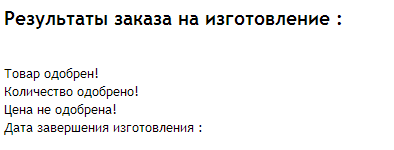 Результаты заказа на изготовление :
Товар одобрен!
Количество одобрено!
Цена не одобрена!
Дата завершения изготовления :